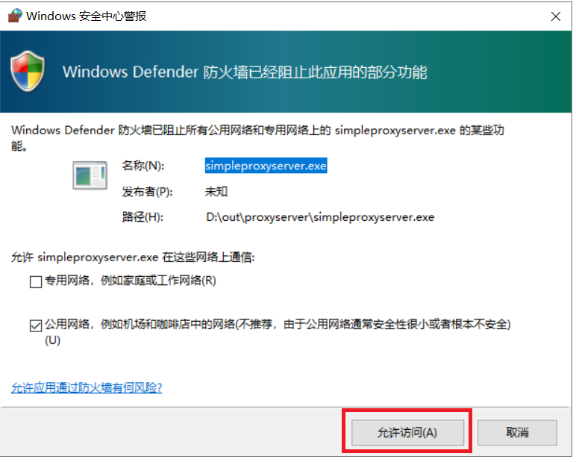 Windows 安全中心警报
Windows Defender 防火墙已经阻止此应用的部分功能
Windows Defender 防火墙已阻止所有公用网络和专用网络上的 simpleproxyserver.exe 的某些功
能。
名称(N): simpleproxyserver.exe
发布者(P): 未知
路径(H): D:\out\proxyserver\simpleproxyserver.exe
允许 simpleproxyserver.exe 在这些网络上通信:
专用网络，例如家庭或工作网络(R)
公用网络，例如机场和咖啡店中的网络(不推荐，由于公用网络通常安全性很小或者根本不安全)
(U)
允许应用通过防火墙有何风险?
允许访问(A) 取消